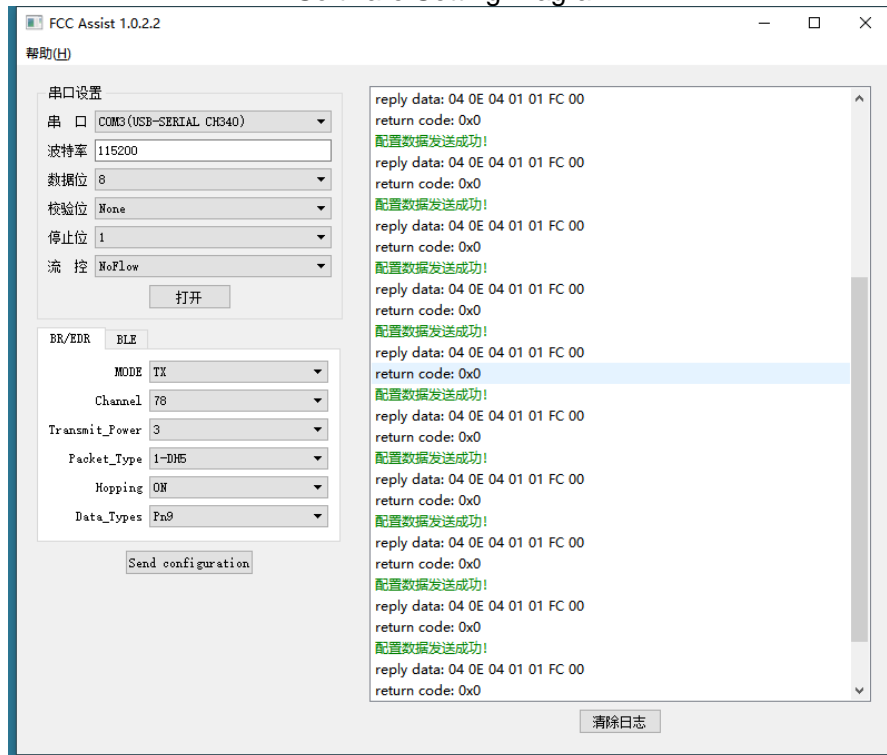 FCC Assist 1.0.2.2
帮助(H)
串口设置
串 口 COM3(USB-SERIAL CH340)
波特率 115200
数据位 8
校验位 None
停止位 1
流 控 NoFlow
打开
BR/EDR BLE
MODE TX
Channel 78
Transmit_Power 3
Packet_Type 1-DH5
Hopping ON
Data_Types Pn9
Send configuration
reply data: 04 0E 04 01 01 FC 00
return code: 0x0
配置数据发送成功!
reply data: 04 0E 04 01 01 FC 00
return code: 0x0
配置数据发送成功!
reply data: 04 0E 04 01 01 FC 00
return code: 0x0
配置数据发送成功!
reply data: 04 0E 04 01 01 FC 00
return code: 0x0
配置数据发送成功!
reply data: 04 0E 04 01 01 FC 00
return code: 0x0
配置数据发送成功!
reply data: 04 0E 04 01 01 FC 00
return code: 0x0
配置数据发送成功!
reply data: 04 0E 04 01 01 FC 00
return code: 0x0
配置数据发送成功!
reply data: 04 0E 04 01 01 FC 00
return code: 0x0
配置数据发送成功!
reply data: 04 0E 04 01 01 FC 00
return code: 0x0
配置数据发送成功!
reply data: 04 0E 04 01 01 FC 00
return code: 0x0
清除日志